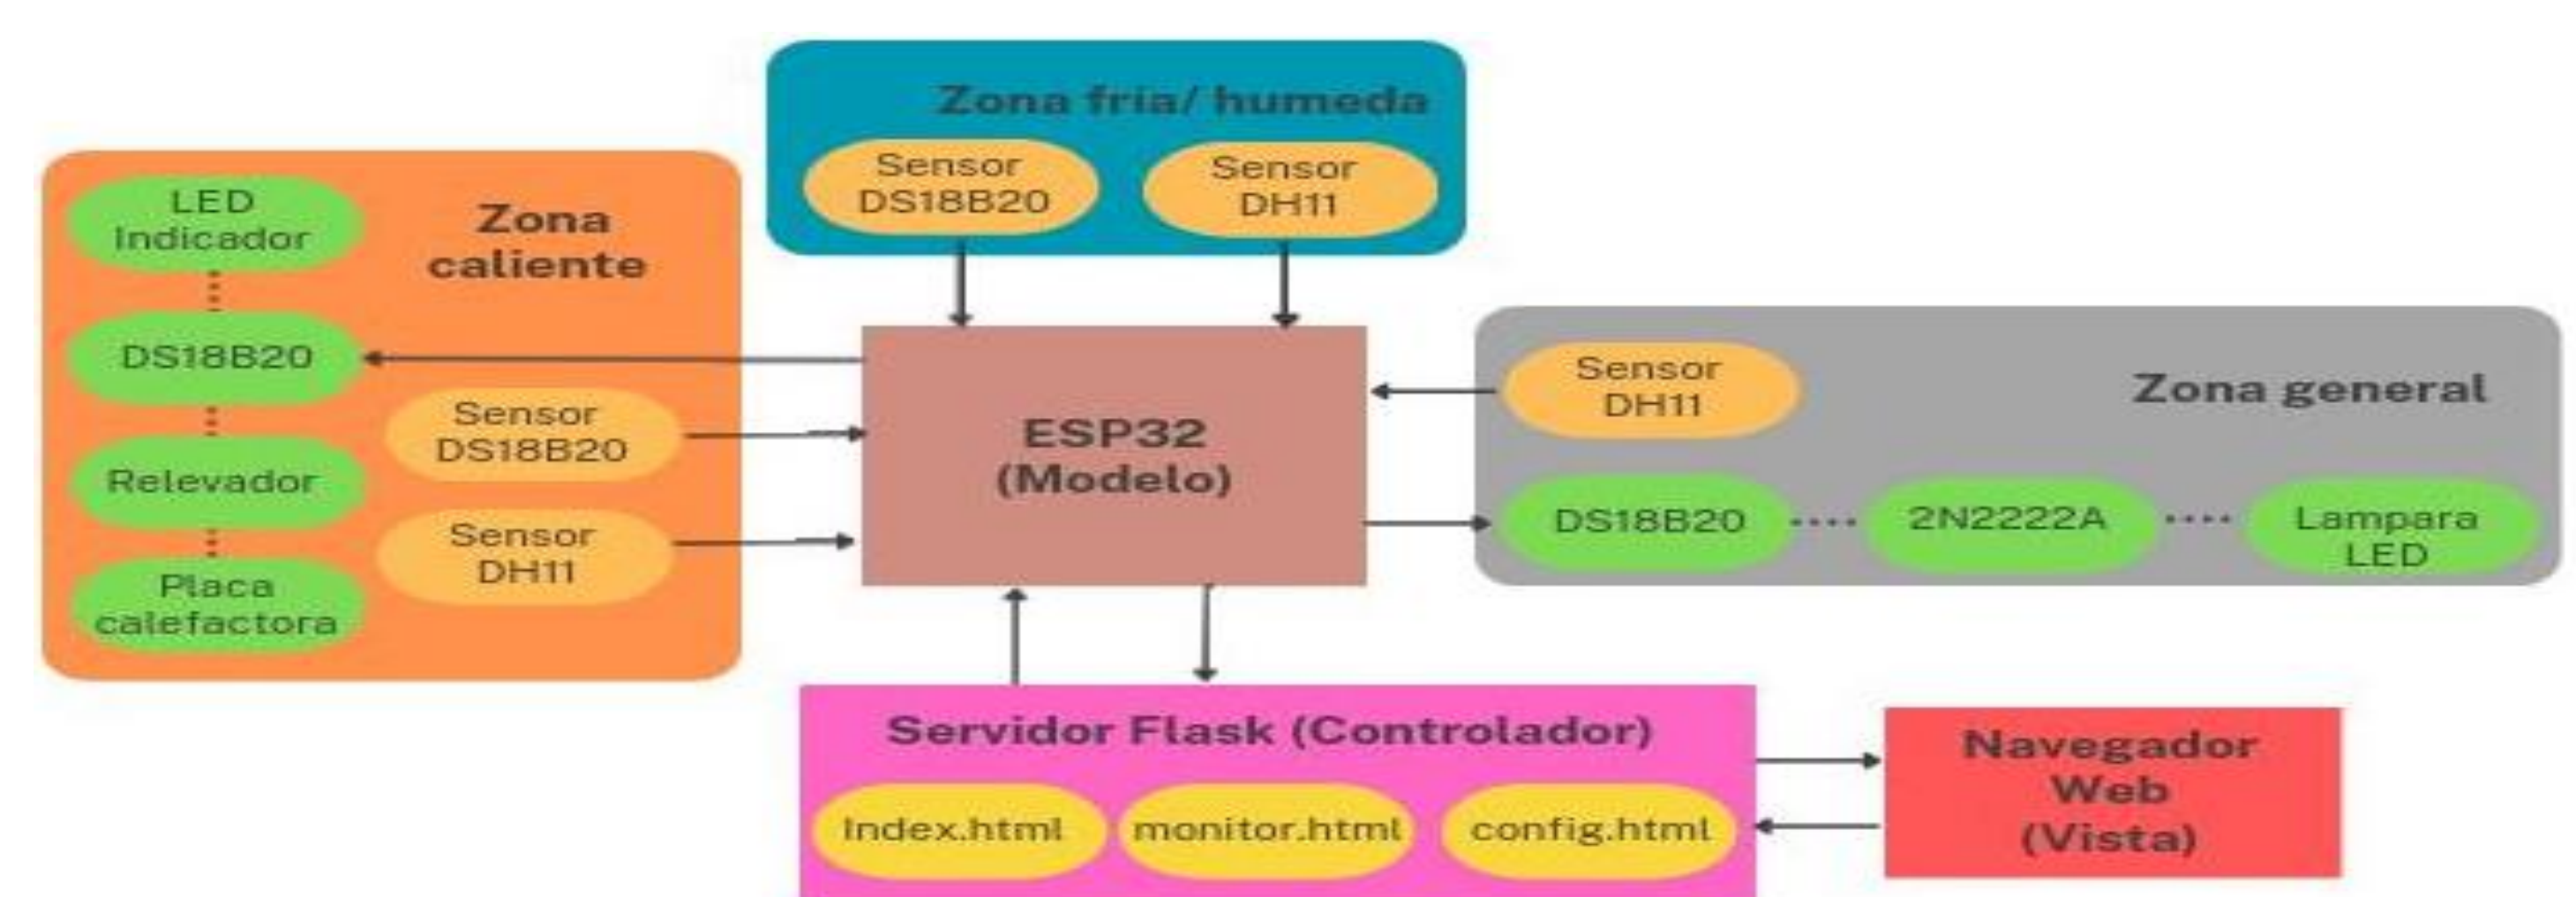 Zona fria/ humeda
Sensor
DS18B20
Sensor
DH11
LED
Indicador
Zona
caliente
DS18B20
Sensor
DS18B20
Relevador
Sensor
DH11
Placa
calefactora
ESP32
(Modelo)
Sensor
DH11
Zona general
DS18B20
2N2222A
Lampara
LED
Servidor Flask (Controlador)
Index.html
monitor.html
config.html
Navegador
Web
(Vista)